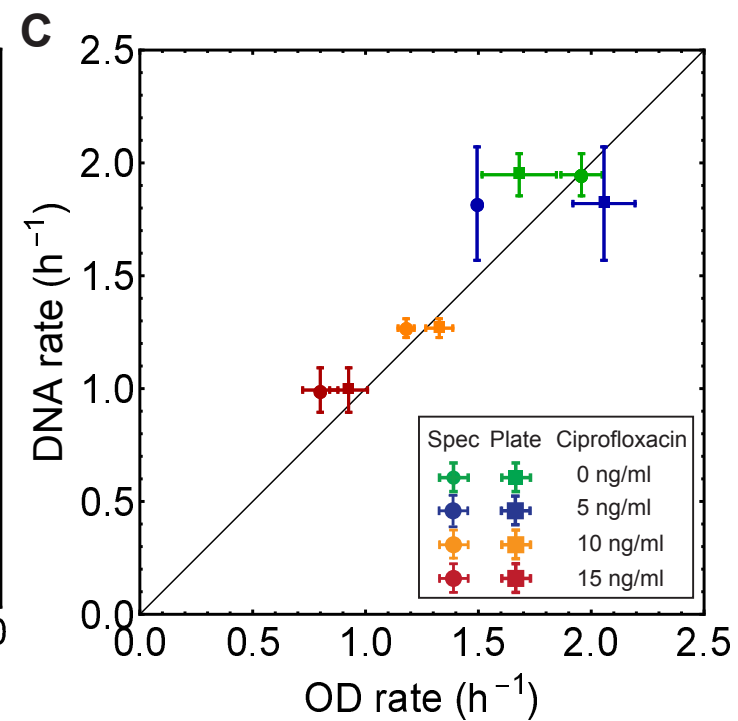 C
2.5
2.0
1.5
1.0
0.5
0.0
DNA rate (h⁻¹)
0.0 0.5 1.0 1.5 2.0 2.5
OD rate (h⁻¹)
Spec Plate Ciprofloxacin
0 ng/ml
5 ng/ml
10 ng/ml
15 ng/ml